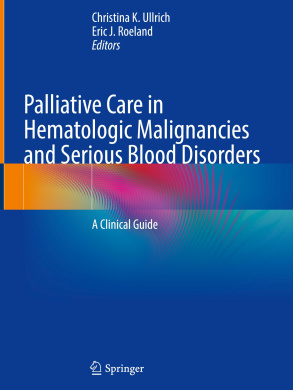 Christina K. Ullrich
Eric J. Roeland
Editors
Palliative Care in
Hematologic Malignancies
and Serious Blood Disorders
A Clinical Guide
Springer